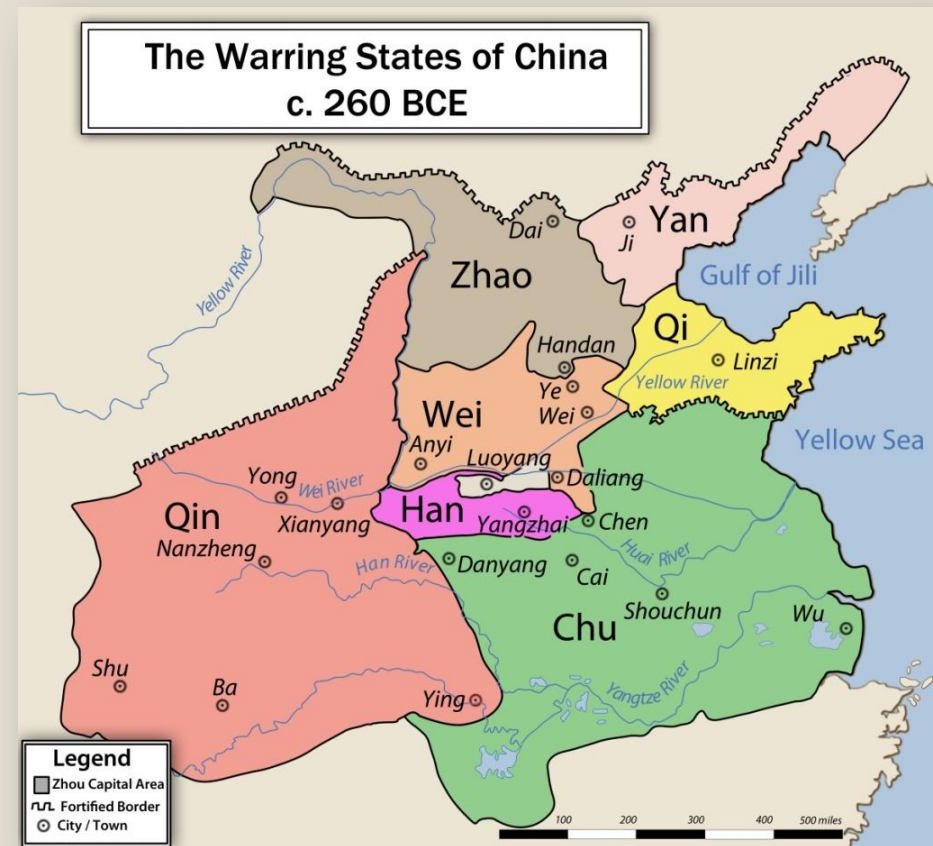 The Warring States of China
c. 260 BCE
Dai
Ji
Yan
Zhao
Yellow River
Gulf of Jili
Qi
Linzi
Handan
Ye
Yellow River
Wei
Wei
Yellow Sea
Anyi
Luoyang
Daliang
Yong
Wei River
Xianyang
Han
Yangzhai
Chen
Qin
Nanzheng
Han River
Danyang
Cai
Huai River
Shouchun
Chu
Wu
Shu
Ba
Ying
Yangtze River
Legend
Zhou Capital Area
Fortified Border
City / Town
100 200 300 400 500 miles